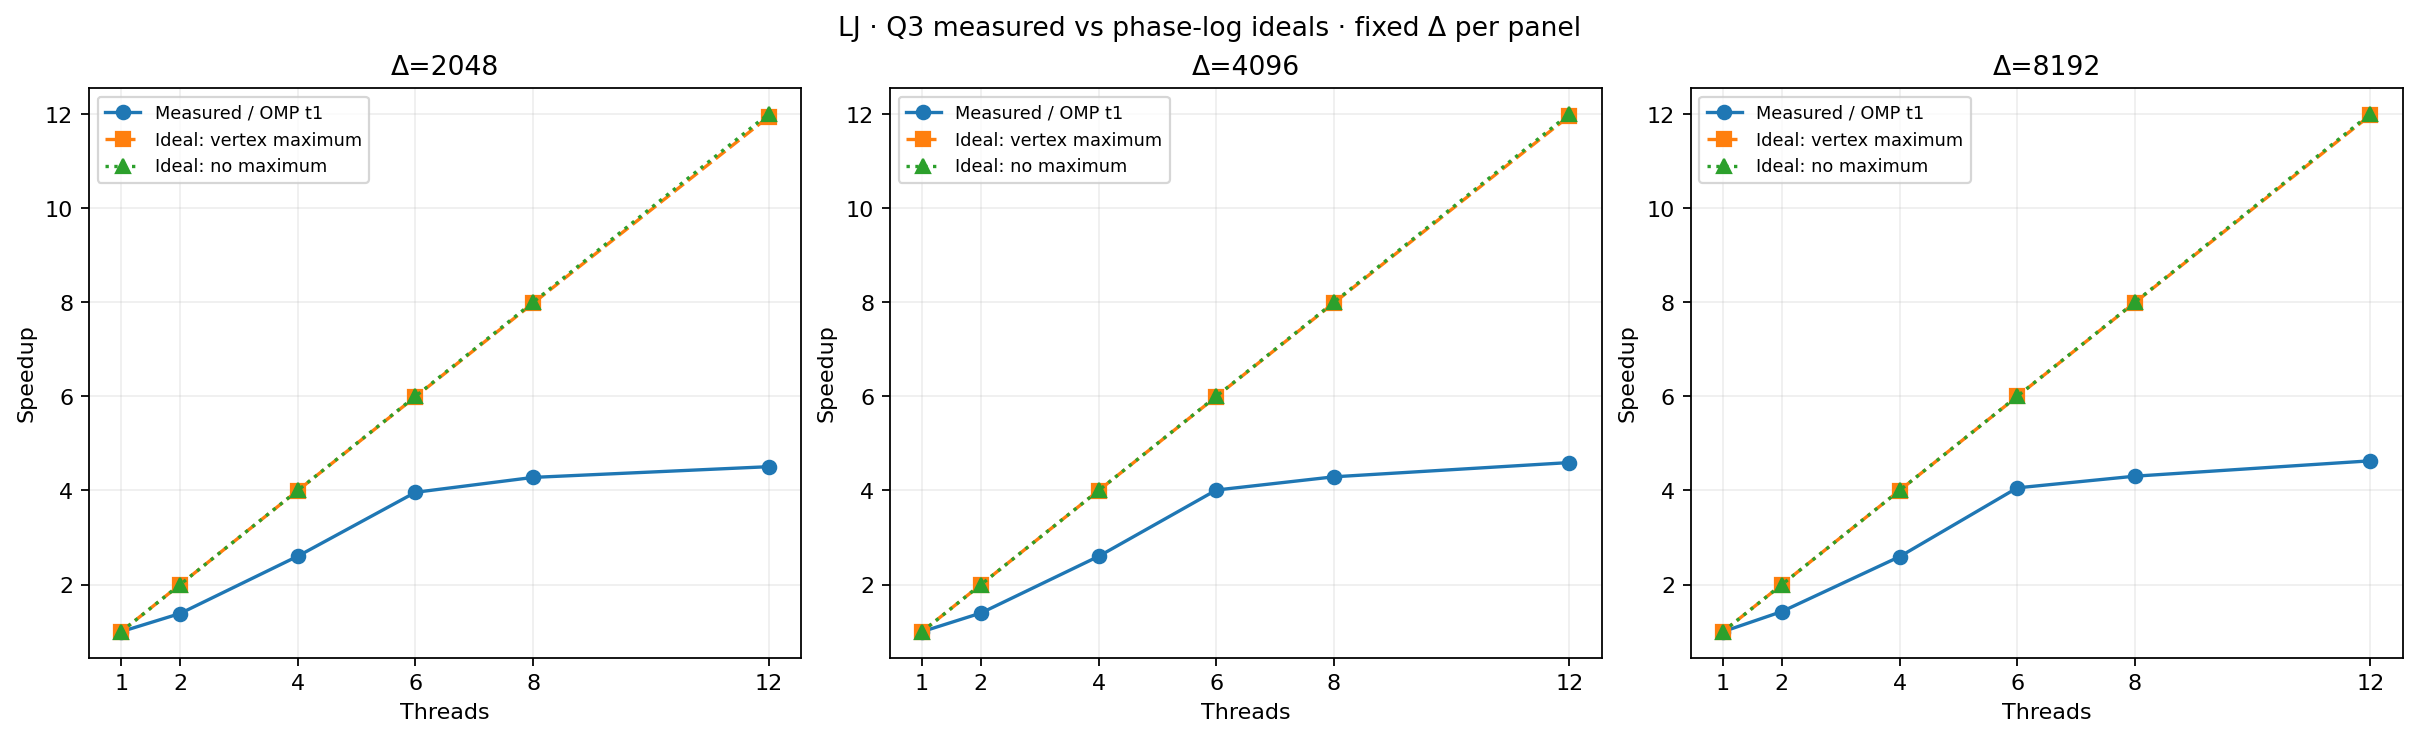 LJ · Q3 measured vs phase-log ideals · fixed Δ per panel
Δ=2048
Measured / OMP t1
Ideal: vertex maximum
Ideal: no maximum
Speedup
12
10
8
6
4
2
1 2 4 6 8 12
Threads
Δ=4096
Measured / OMP t1
Ideal: vertex maximum
Ideal: no maximum
Speedup
12
10
8
6
4
2
1 2 4 6 8 12
Threads
Δ=8192
Measured / OMP t1
Ideal: vertex maximum
Ideal: no maximum
Speedup
12
10
8
6
4
2
1 2 4 6 8 12
Threads